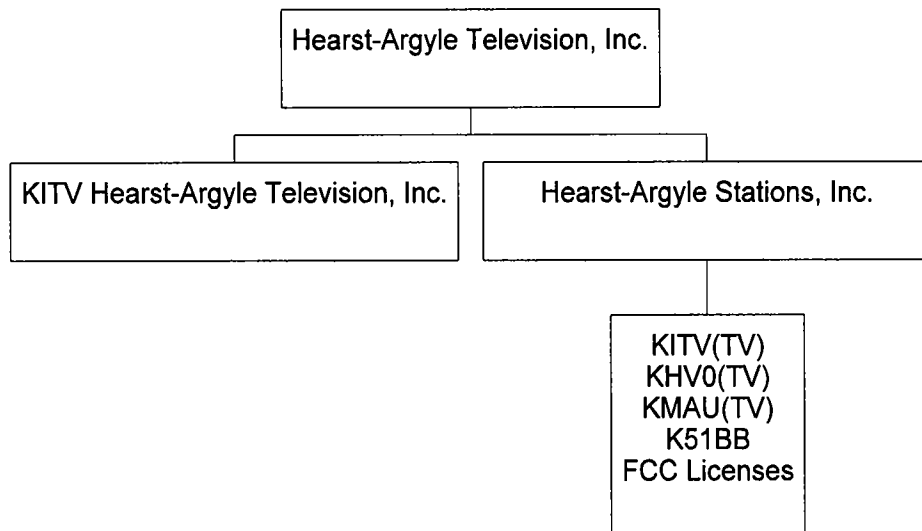 Hearst-Argyle Television, Inc.
KITV Hearst-Argyle Television, Inc.
Hearst-Argyle Stations, Inc.
KITV(TV)
KHV0(TV)
KMAU(TV)
K51BB
FCC Licenses